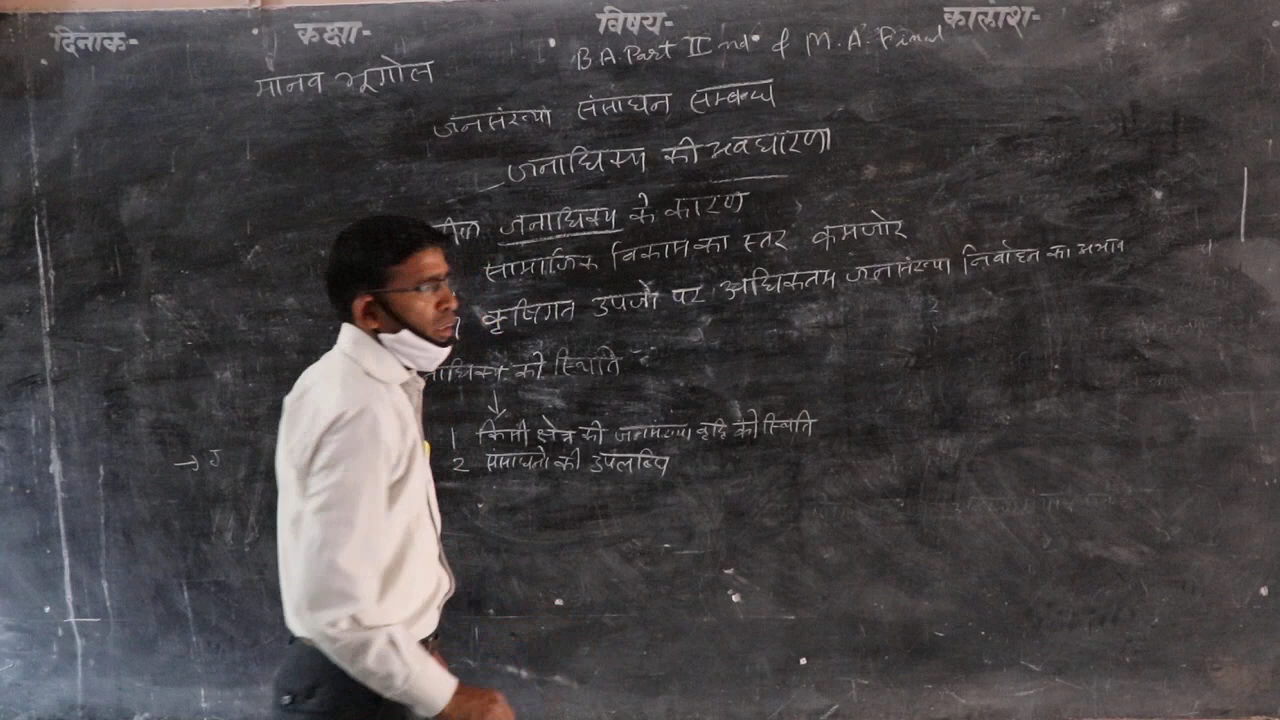 दिनाक- कक्षा- विषय- कालांश-
B.A. Part II nd & M.A. Final
मानव भूगोल
जनसंख्या संसाधन सम्बन्ध
जनाधिक्य की अवधारणा
जनाधिक्य के कारण
सामाजिक विकास का स्तर कमजोर
कृषिगत उपजों पर अधिकतम जनसंख्या निर्वाहन का अभाव
की स्थिति
1 किसी क्षेत्र की जनसंख्या वृद्धि की स्थिति
2 संसाधनो की उपलब्धि